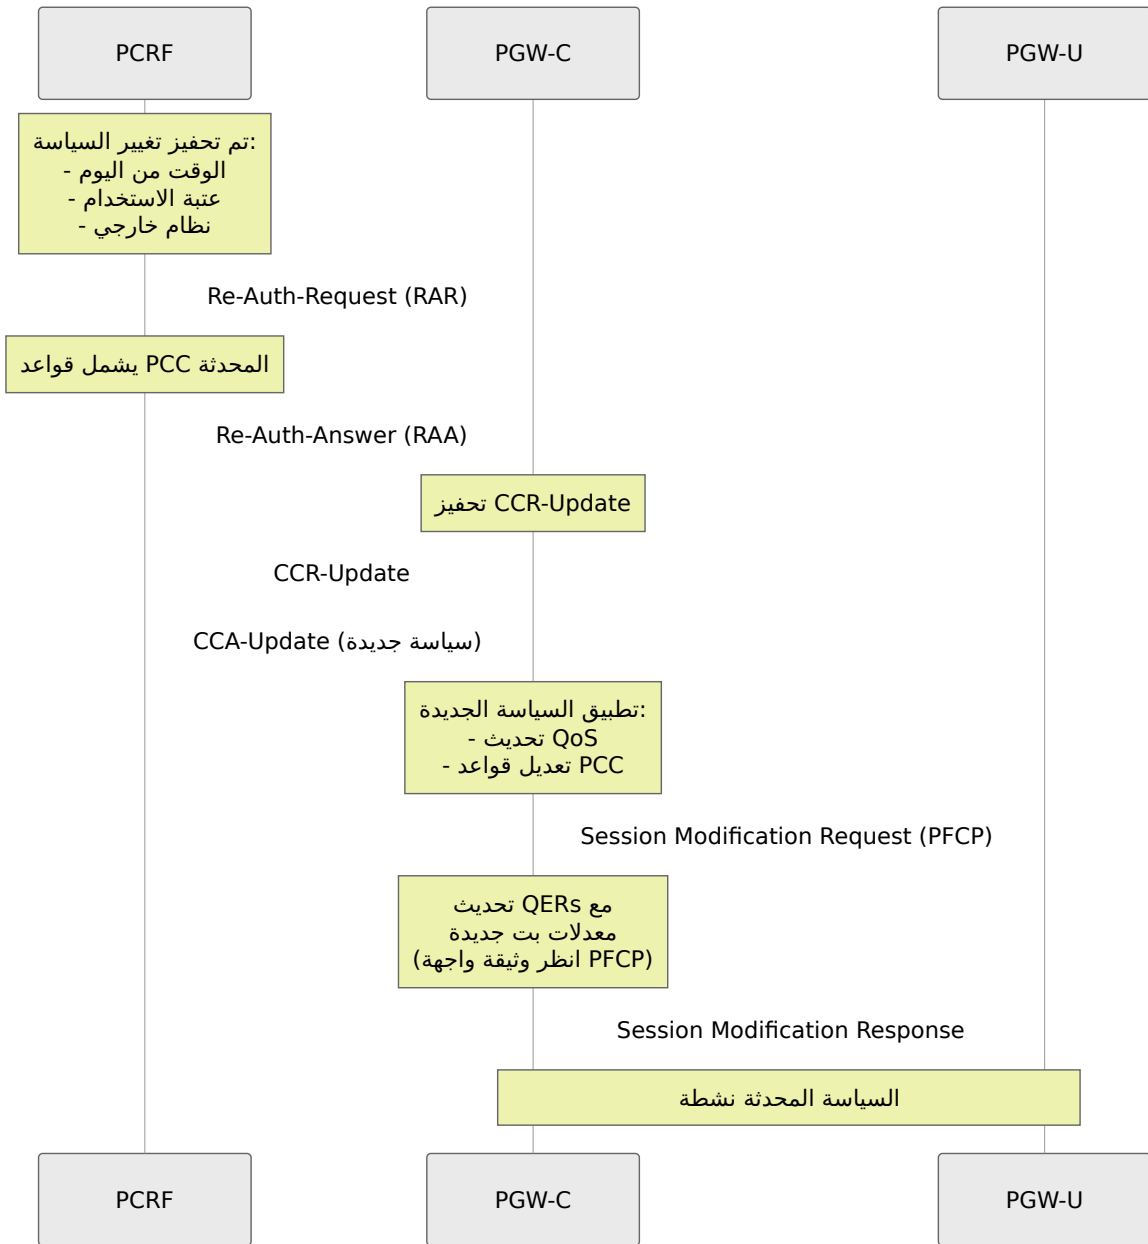 PCRF
PGW-C
PGW-U
تم تحفيز تغيير السياسة:
- الوقت من اليوم
- عتبة الاستخدام
- نظام خارجي
Re-Auth-Request (RAR)
يشمل قواعد PCC المحدثة
Re-Auth-Answer (RAA)
تحفيز CCR-Update
CCR-Update
CCA-Update (سياسة جديدة)
تطبيق السياسة الجديدة:
- تحديث QoS
- تعديل قواعد PCC
Session Modification Request (PFCP)
تحديث QERs مع
معدلات بت جديدة
(انظر وثيقة واجهة PFCP)
Session Modification Response
السياسة المحدثة نشطة
PCRF
PGW-C
PGW-U